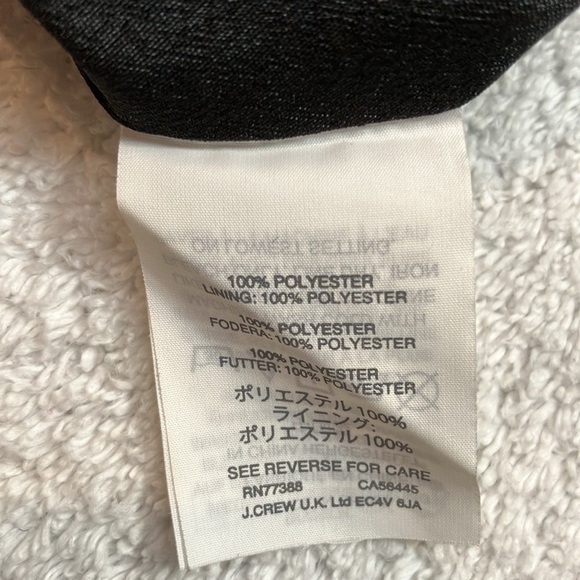 100% POLYESTER
LINING: 100% POLYESTER
100% POLYESTER
FODERA: 100% POLYESTER
100% POLYESTER
FUTTER: 100% POLYESTER
ポリエステル 100%
ライニング:
ポリエステル 100%
SEE REVERSE FOR CARE
RN77388 CA56445
J.CREW U.K. Ltd EC4V 6JA